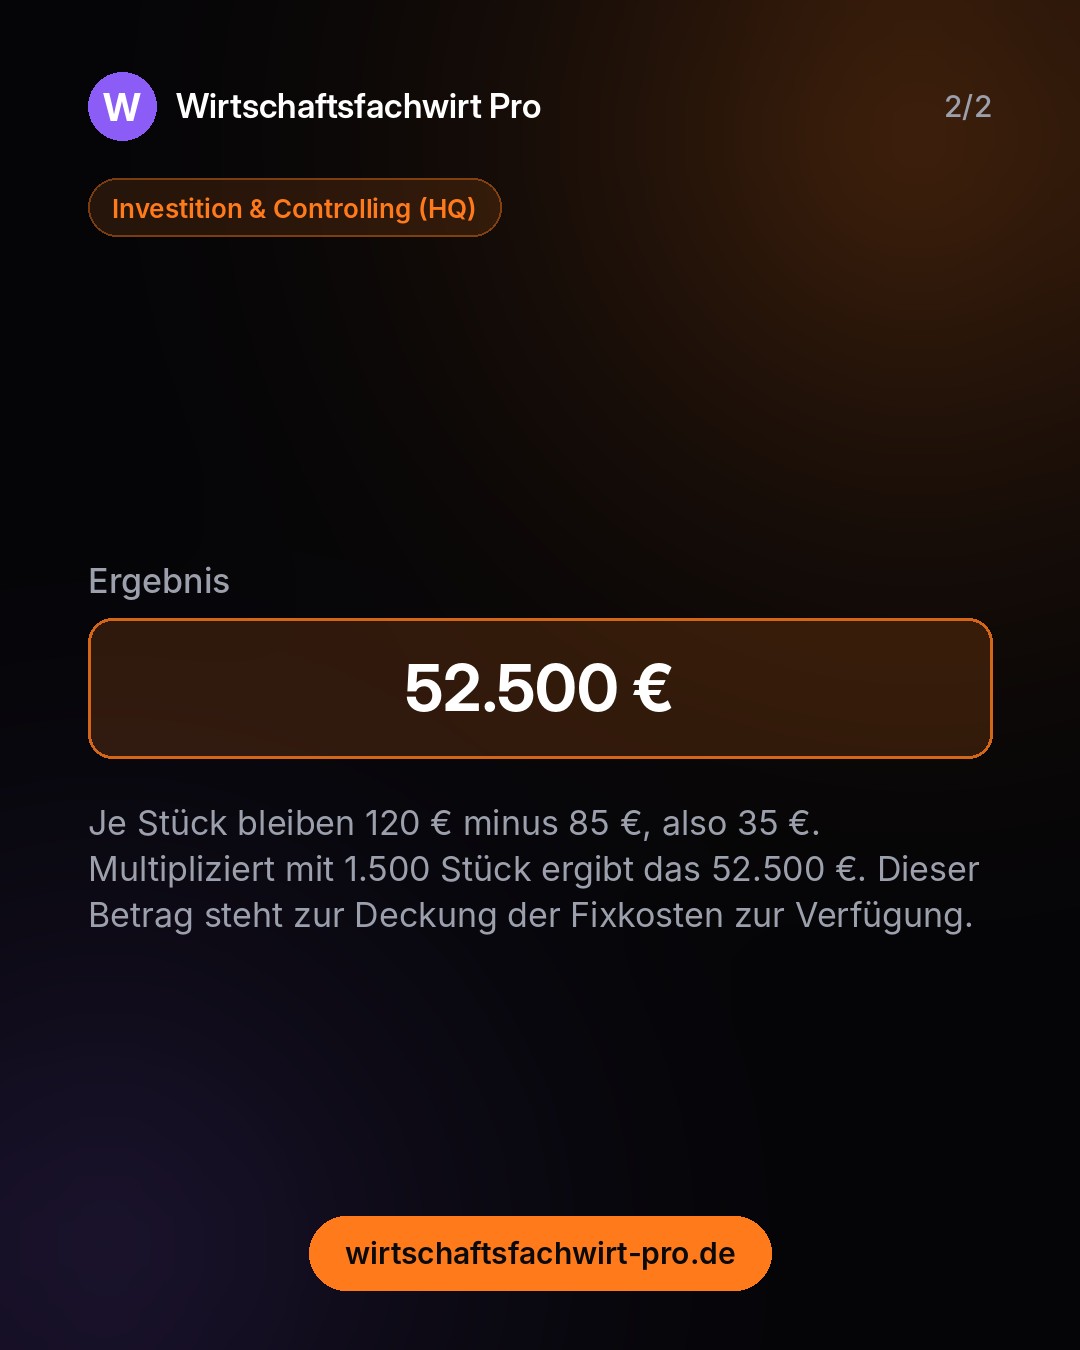 W Wirtschaftsfachwirt Pro 2/2
Investition & Controlling (HQ)
Ergebnis
52.500 €
Je Stück bleiben 120 € minus 85 €, also 35 €.
Multipliziert mit 1.500 Stück ergibt das 52.500 €. Dieser
Betrag steht zur Deckung der Fixkosten zur Verfügung.
wirtschaftsfachwirt-pro.de